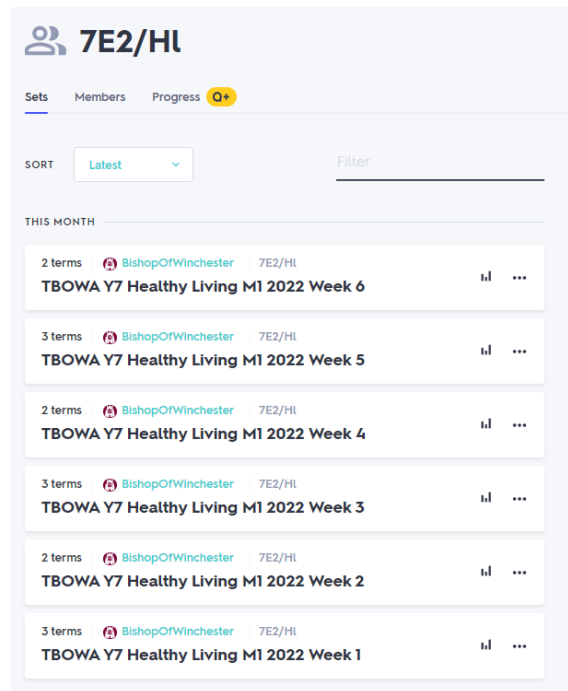 7E2/Hl
Sets Members Progress Q+
SORT Latest Filter
THIS MONTH
2 terms BishopOfWinchester 7E2/Hl
TBOWA Y7 Healthy Living M1 2022 Week 6
3 terms BishopOfWinchester 7E2/Hl
TBOWA Y7 Healthy Living M1 2022 Week 5
2 terms BishopOfWinchester 7E2/Hl
TBOWA Y7 Healthy Living M1 2022 Week 4
3 terms BishopOfWinchester 7E2/Hl
TBOWA Y7 Healthy Living M1 2022 Week 3
2 terms BishopOfWinchester 7E2/Hl
TBOWA Y7 Healthy Living M1 2022 Week 2
3 terms BishopOfWinchester 7E2/Hl
TBOWA Y7 Healthy Living M1 2022 Week 1